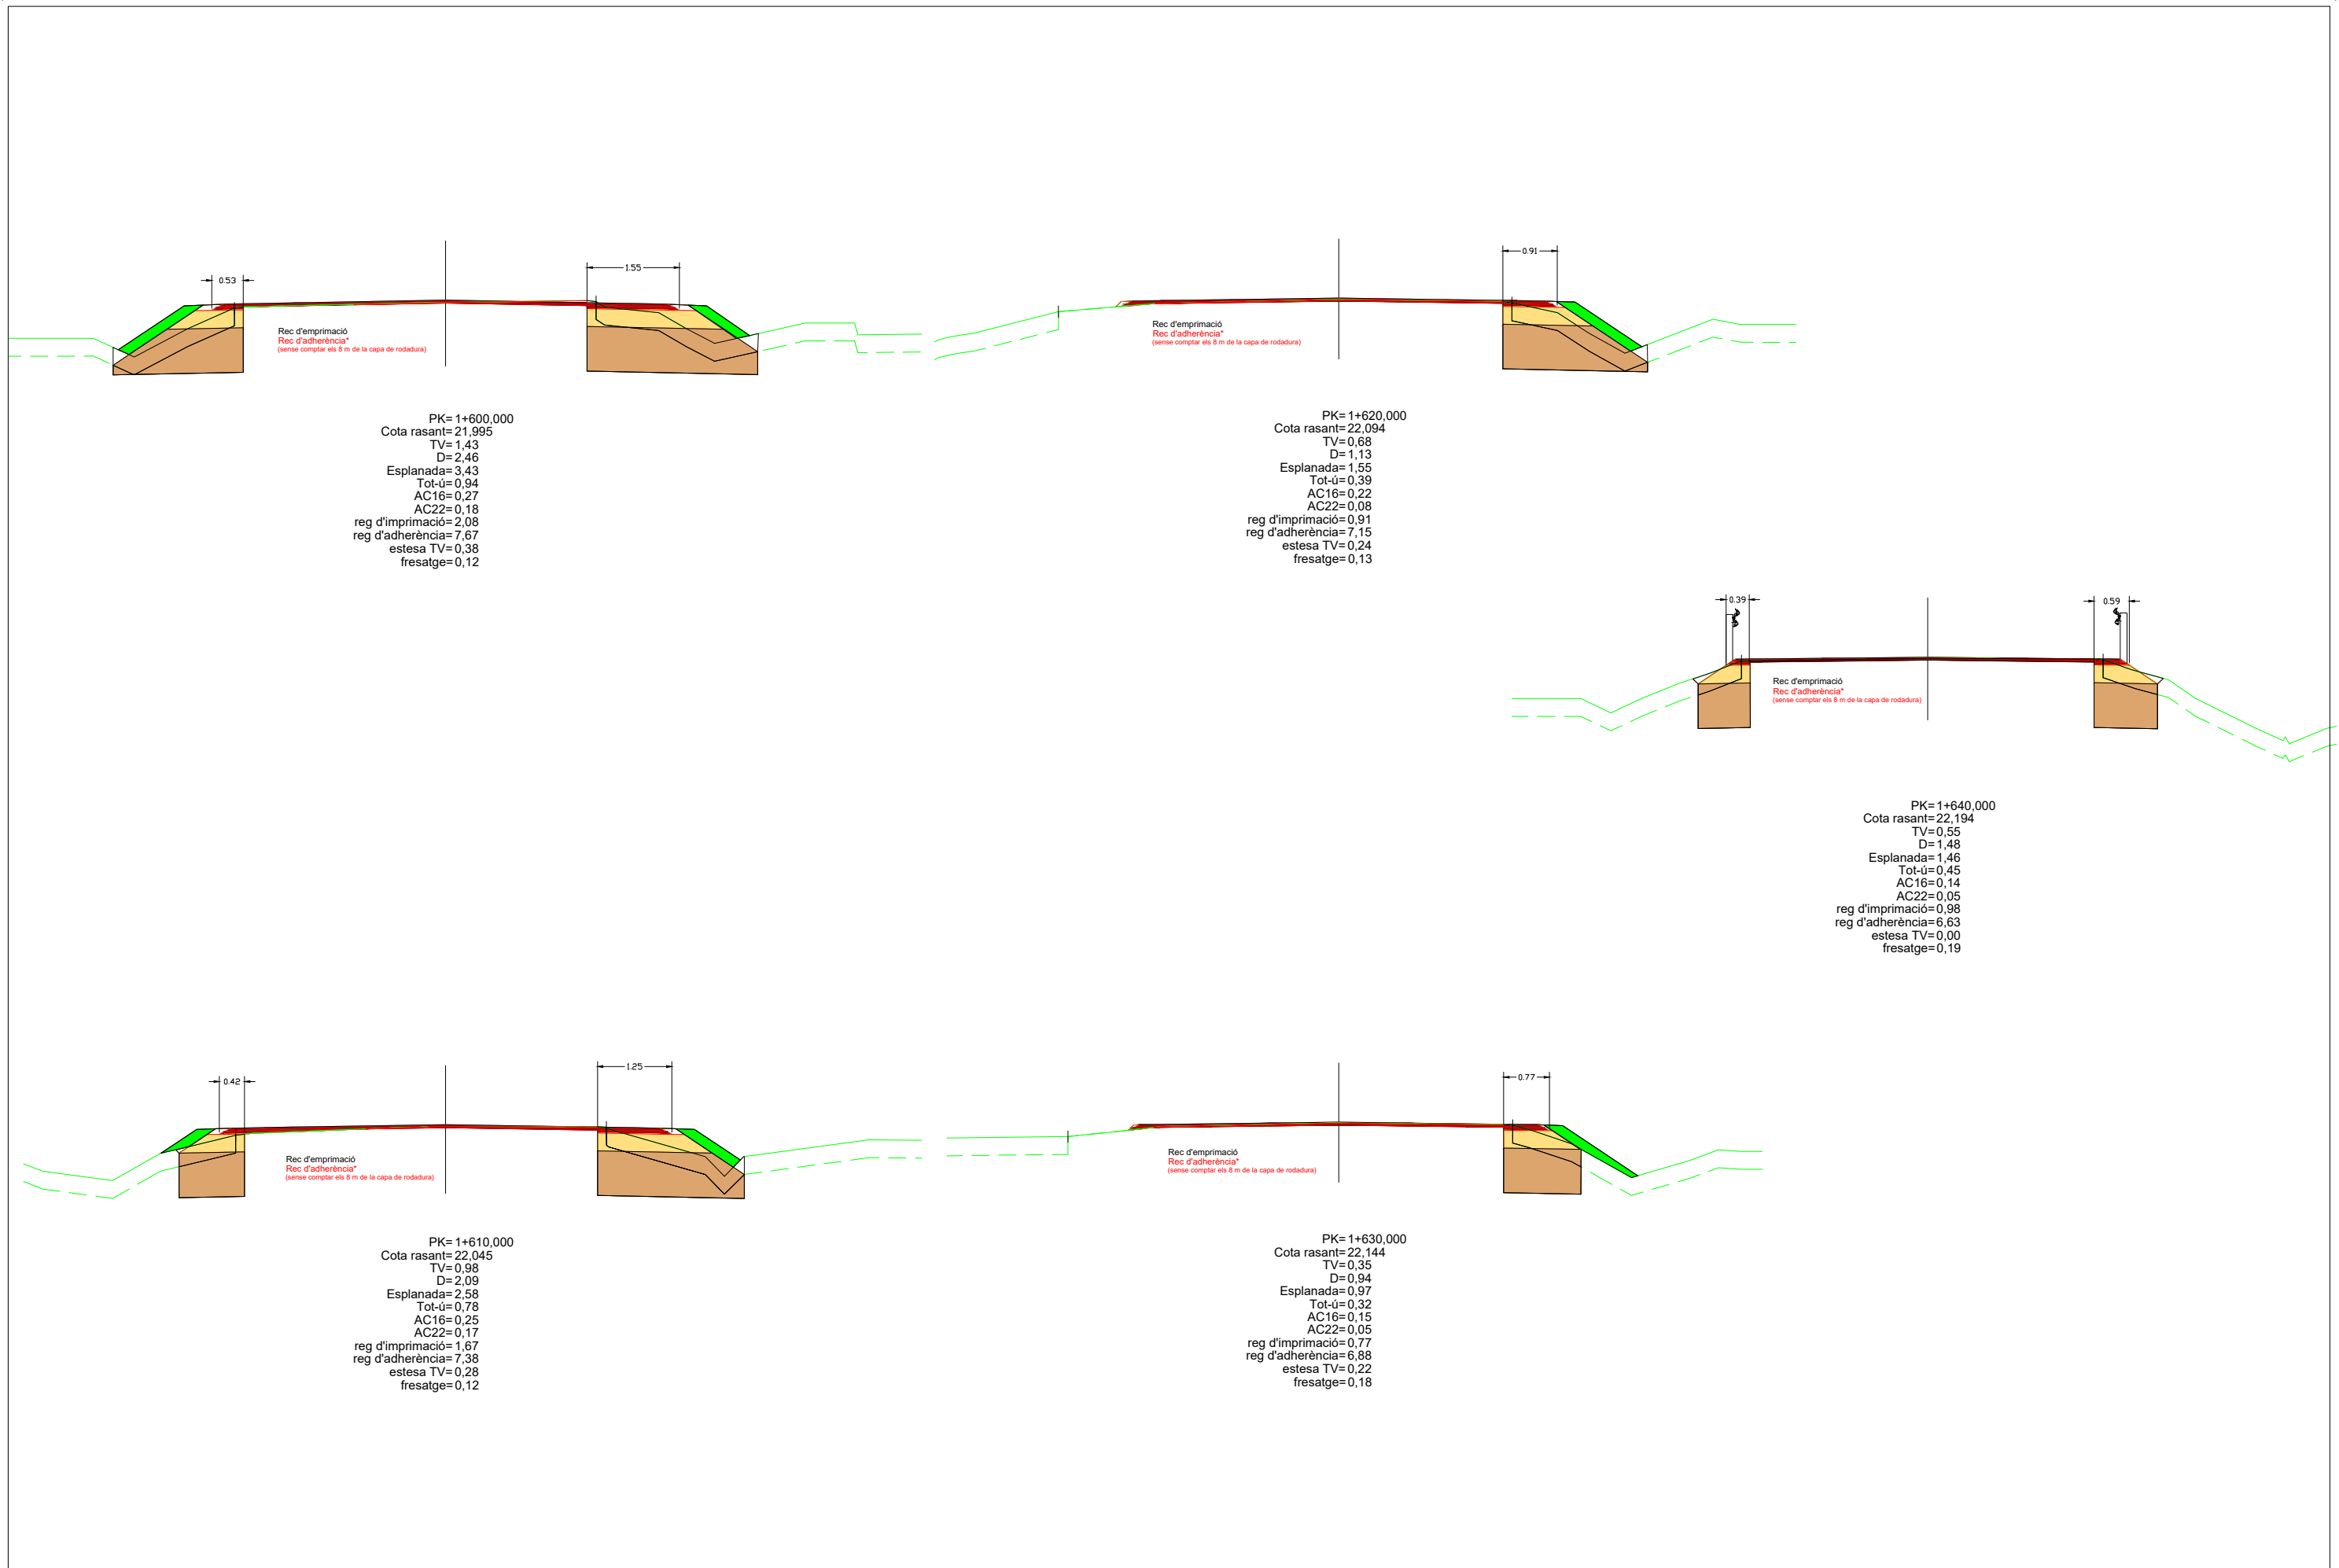 0.53
1.55
Rec d'emprimació
Rec d'adherència*
(sense comptar els 8 m de la capa de rodadura)
PK= 1+600,000
Cota rasant= 21,995
TV= 1,43
D= 2,46
Esplanada= 3,43
Tot-ú= 0,94
AC16= 0,27
AC22= 0,18
reg d'imprimació= 2,08
reg d'adherència= 7,67
estesa TV= 0,38
fresatge= 0,12
0.91
Rec d'emprimació
Rec d'adherència*
(sense comptar els 8 m de la capa de rodadura)
PK= 1+620,000
Cota rasant= 22,094
TV= 0,68
D= 1,13
Esplanada= 1,55
Tot-ú= 0,39
AC16= 0,22
AC22= 0,08
reg d'imprimació= 0,91
reg d'adherència= 7,15
estesa TV= 0,24
fresatge= 0,13
0.39
0.59
Rec d'emprimació
Rec d'adherència*
(sense comptar els 8 m de la capa de rodadura)
PK= 1+640,000
Cota rasant= 22,194
TV= 0,55
D= 1,48
Esplanada= 1,46
Tot-ú= 0,45
AC16= 0,14
AC22= 0,05
reg d'imprimació= 0,98
reg d'adherència= 6,63
estesa TV= 0,00
fresatge= 0,19
0.42
1.25
Rec d'emprimació
Rec d'adherència*
(sense comptar els 8 m de la capa de rodadura)
PK= 1+610,000
Cota rasant= 22,045
TV= 0,98
D= 2,09
Esplanada= 2,58
Tot-ú= 0,78
AC16= 0,25
AC22= 0,17
reg d'imprimació= 1,67
reg d'adherència= 7,38
estesa TV= 0,28
fresatge= 0,12
0.77
Rec d'emprimació
Rec d'adherència*
(sense comptar els 8 m de la capa de rodadura)
PK= 1+630,000
Cota rasant= 22,144
TV= 0,35
D= 0,94
Esplanada= 0,97
Tot-ú= 0,32
AC16= 0,15
AC22= 0,05
reg d'imprimació= 0,77
reg d'adherència= 6,88
estesa TV= 0,22
fresatge= 0,18